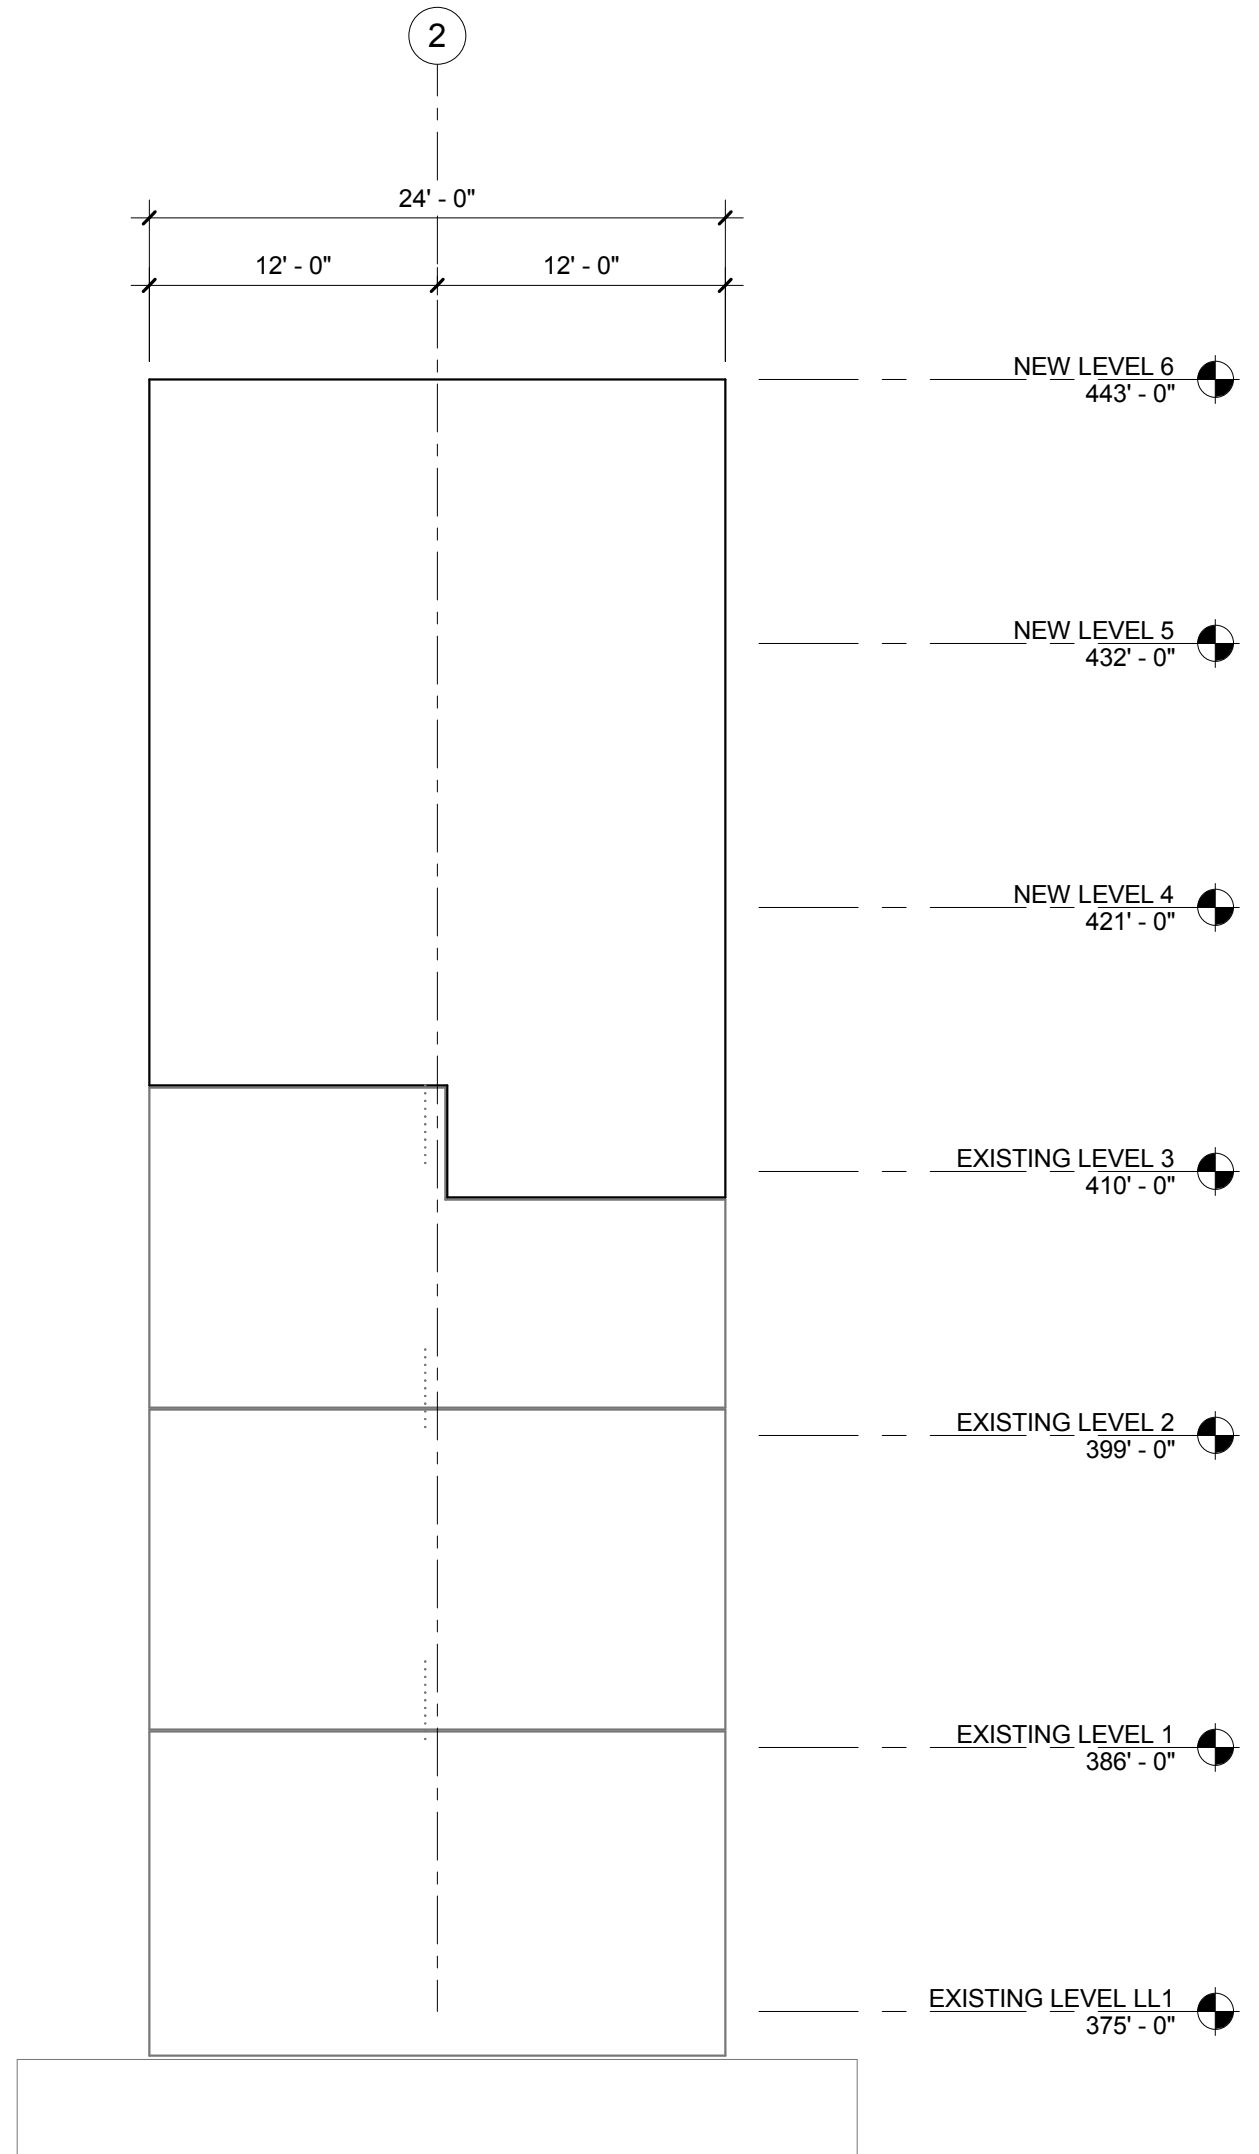 2
24' - 0"
12' - 0"
12' - 0"
NEW LEVEL 6
443' - 0"
NEW LEVEL 5
432' - 0"
NEW LEVEL 4
421' - 0"
EXISTING LEVEL 3
410' - 0"
EXISTING LEVEL 2
399' - 0"
EXISTING LEVEL 1
386' - 0"
EXISTING LEVEL LL1
375' - 0"